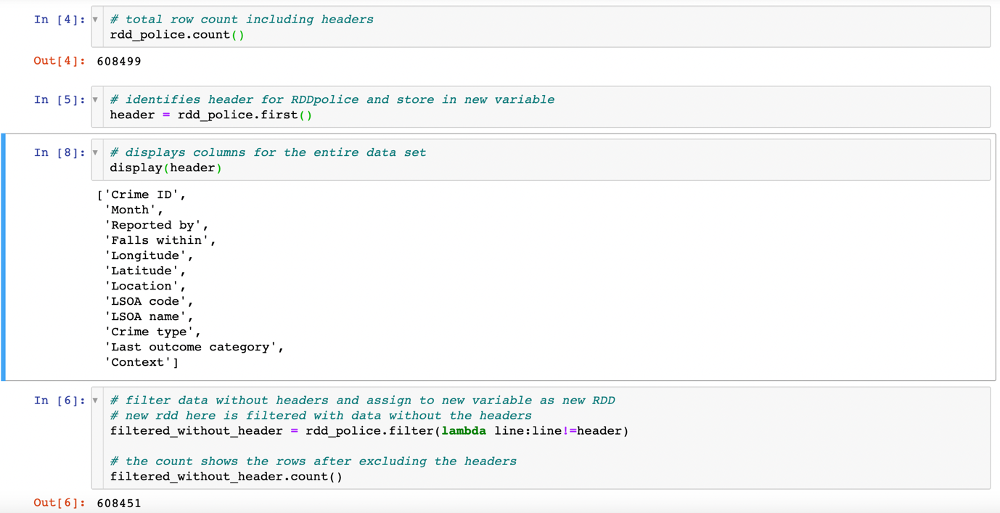 In [4]: # total row count including headers
rdd_police.count()
Out[4]: 608499
In [5]: # identifies header for RDDpolice and store in new variable
header = rdd_police.first()
In [8]: # displays columns for the entire data set
display(header)
['Crime ID',
 'Month',
 'Reported by',
 'Falls within',
 'Longitude',
 'Latitude',
 'Location',
 'LSOA code',
 'LSOA name',
 'Crime type',
 'Last outcome category',
 'Context']
In [6]: # filter data without headers and assign to new variable as new RDD
# new rdd here is filtered with data without the headers
filtered_without_header = rdd_police.filter(lambda line:line!=header)
# the count shows the rows after excluding the headers
filtered_without_header.count()
Out[6]: 608451